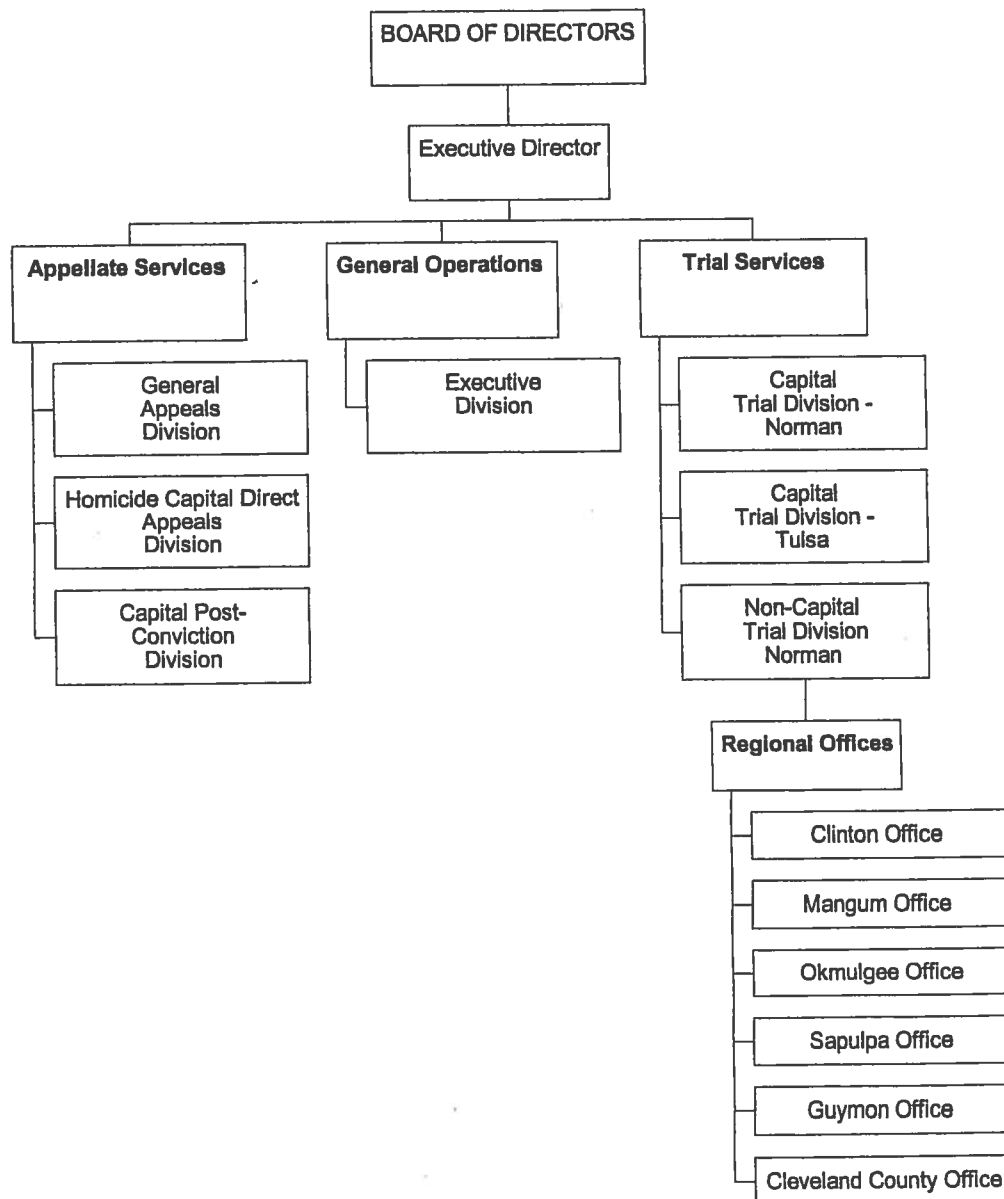 BOARD OF DIRECTORS
Executive Director
Appellate Services
General Operations
Trial Services
General
Appeals
Division
Homicide Capital Direct
Appeals
Division
Capital Post-
Conviction
Division
Executive
Division
Capital
Trial Division -
Norman
Capital
Trial Division -
Tulsa
Non-Capital
Trial Division
Norman
Regional Offices
Clinton Office
Mangum Office
Okmulgee Office
Sapulpa Office
Guymon Office
Cleveland County Office